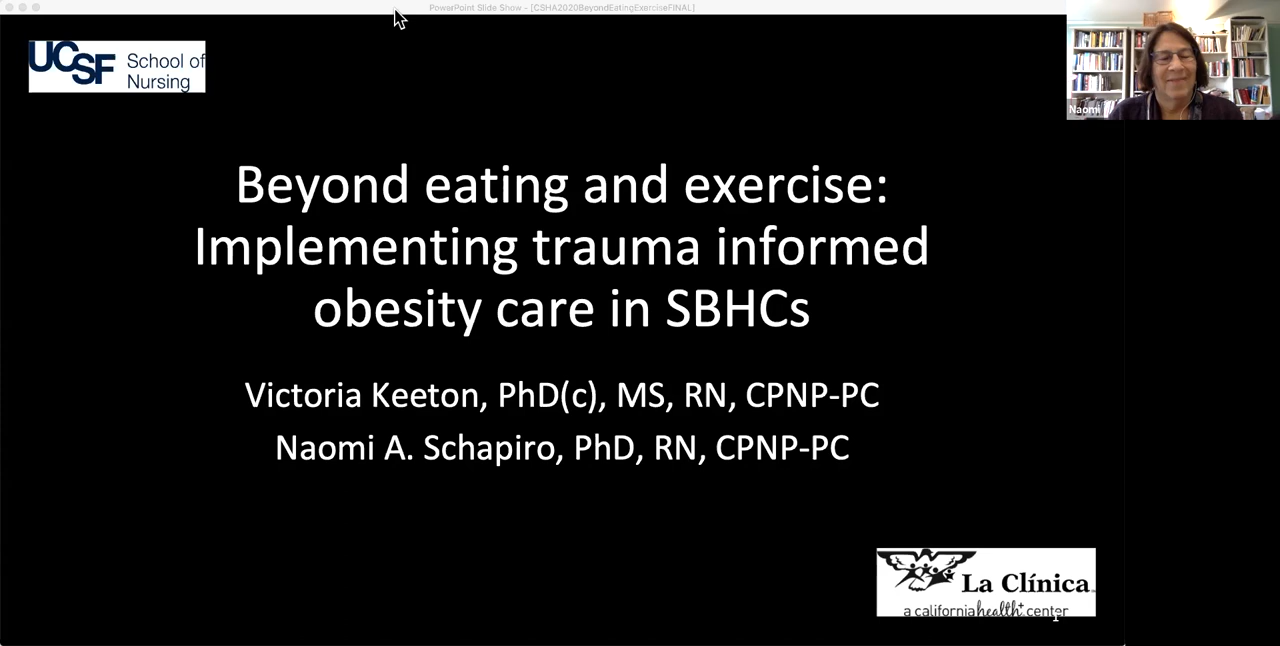 PowerPoint Slide Show - [CSHA2020BeyondEatingExerciseFINAL]
UCSF School of
Nursing
Naomi
Beyond eating and exercise:
Implementing trauma informed
obesity care in SBHCs
Victoria Keeton, PhD(c), MS, RN, CPNP-PC
Naomi A. Schapiro, PhD, RN, CPNP-PC
La Clínica
a california health+ center